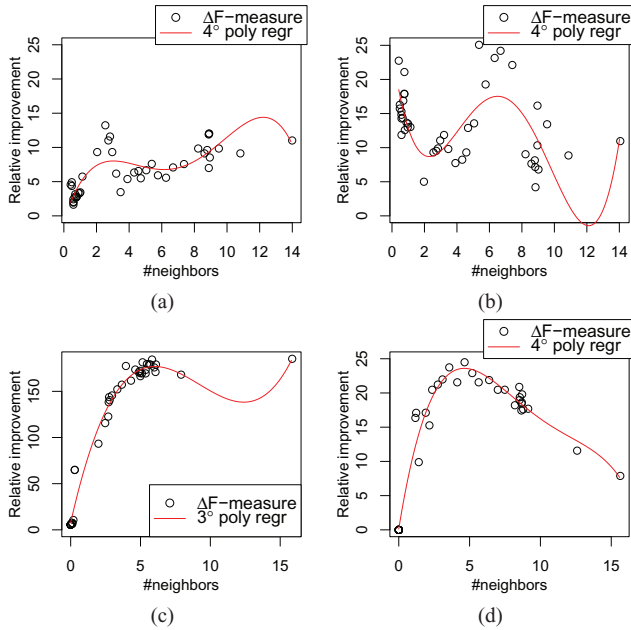 ΔF−measure
4° poly regr
Relative improvement
0 5 10 15 20 25
0 2 4 6 8 10 12 14
#neighbors
(a)
ΔF−measure
4° poly regr
Relative improvement
0 5 10 15 20 25
0 2 4 6 8 10 12 14
#neighbors
(b)
ΔF−measure
3° poly regr
Relative improvement
0 50 100 150
0 5 10 15
#neighbors
(c)
ΔF−measure
4° poly regr
Relative improvement
0 5 10 15 20 25
0 5 10 15
#neighbors
(d)